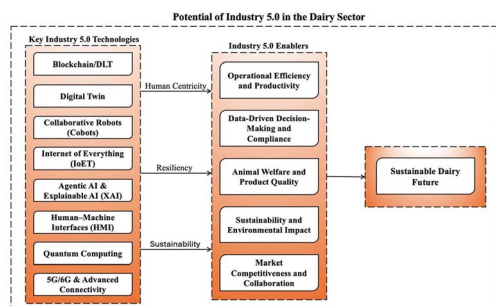 Potential of Industry 5.0 in the Dairy Sector
Key Industry 5.0 Technologies
Blockchain/DLT
Digital Twin
Collaborative Robots
(Cobots)
Internet of Everything
(IoET)
Agentic AI &
Explainable AI (XAI)
Human–Machine
Interfaces (HMI)
Quantum Computing
5G/6G & Advanced
Connectivity
Human Centricity
Resiliency
Sustainability
Industry 5.0 Enablers
Operational Efficiency
and Productivity
Data-Driven Decision-
Making and
Compliance
Animal Welfare and
Product Quality
Sustainability and
Environmental Impact
Market
Competitiveness and
Collaboration
Sustainable Dairy
Future